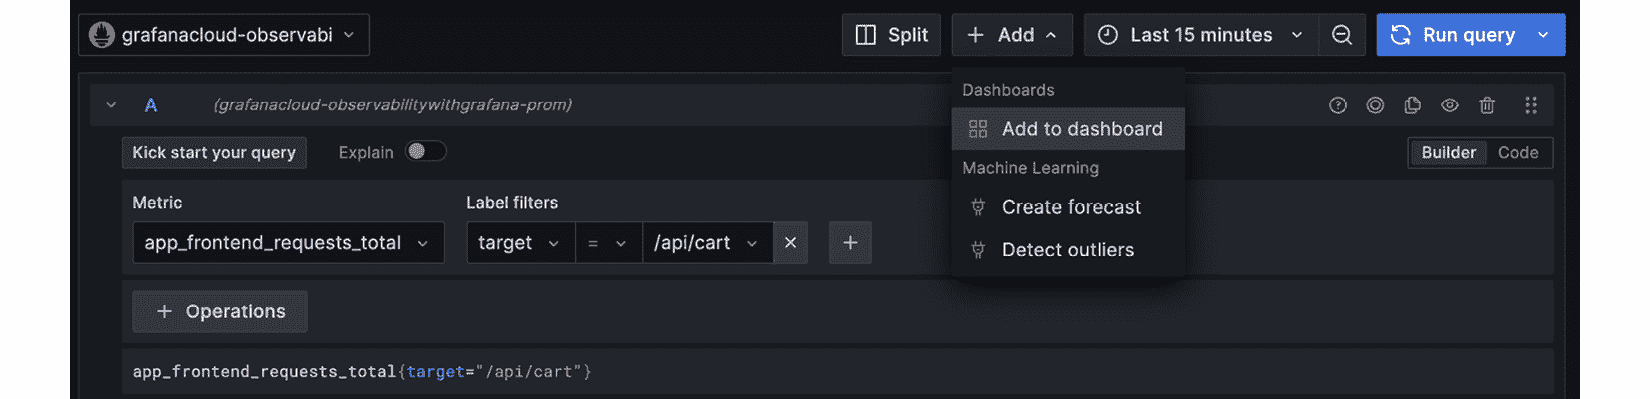 grafanacloud-observabi Split + Add Last 15 minutes Run query
Dashboards
A (grafanacloud-observabilitywithgrafana-prom)
Add to dashboard
Kick start your query Explain Builder Code
Machine Learning
Metric Label filters
Create forecast
app_frontend_requests_total target = /api/cart × +
Detect outliers
+ Operations
app_frontend_requests_total{target="/api/cart"}